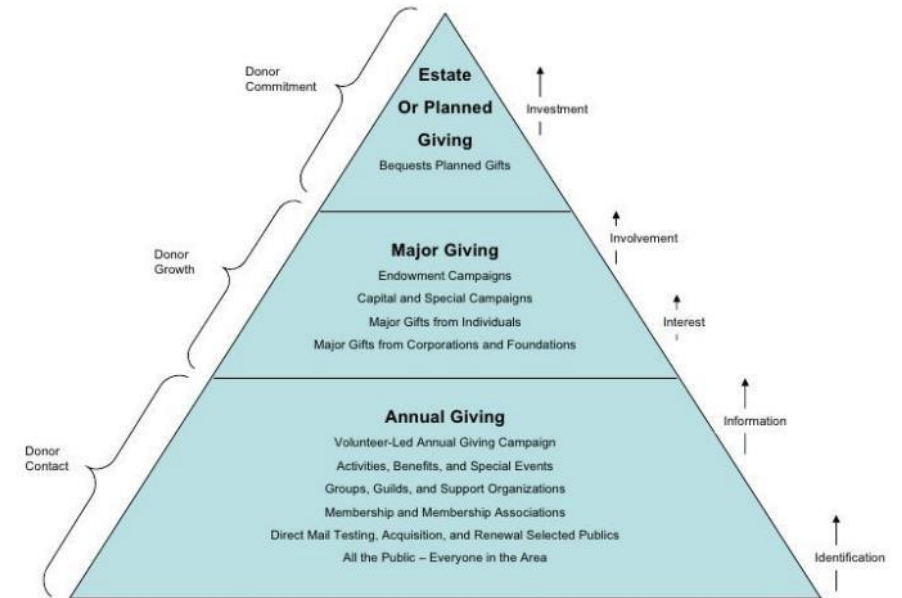 Donor
Commitment
Estate
Or Planned
Giving
Bequests Planned Gifts
Investment
Donor
Growth
Major Giving
Endowment Campaigns
Capital and Special Campaigns
Major Gifts from Individuals
Major Gifts from Corporations and Foundations
Involvement
Interest
Donor
Contact
Annual Giving
Volunteer-Led Annual Giving Campaign
Activities, Benefits, and Special Events
Groups, Guilds, and Support Organizations
Membership and Membership Associations
Direct Mail Testing, Acquisition, and Renewal Selected Publics
All the Public – Everyone in the Area
Information
Identification